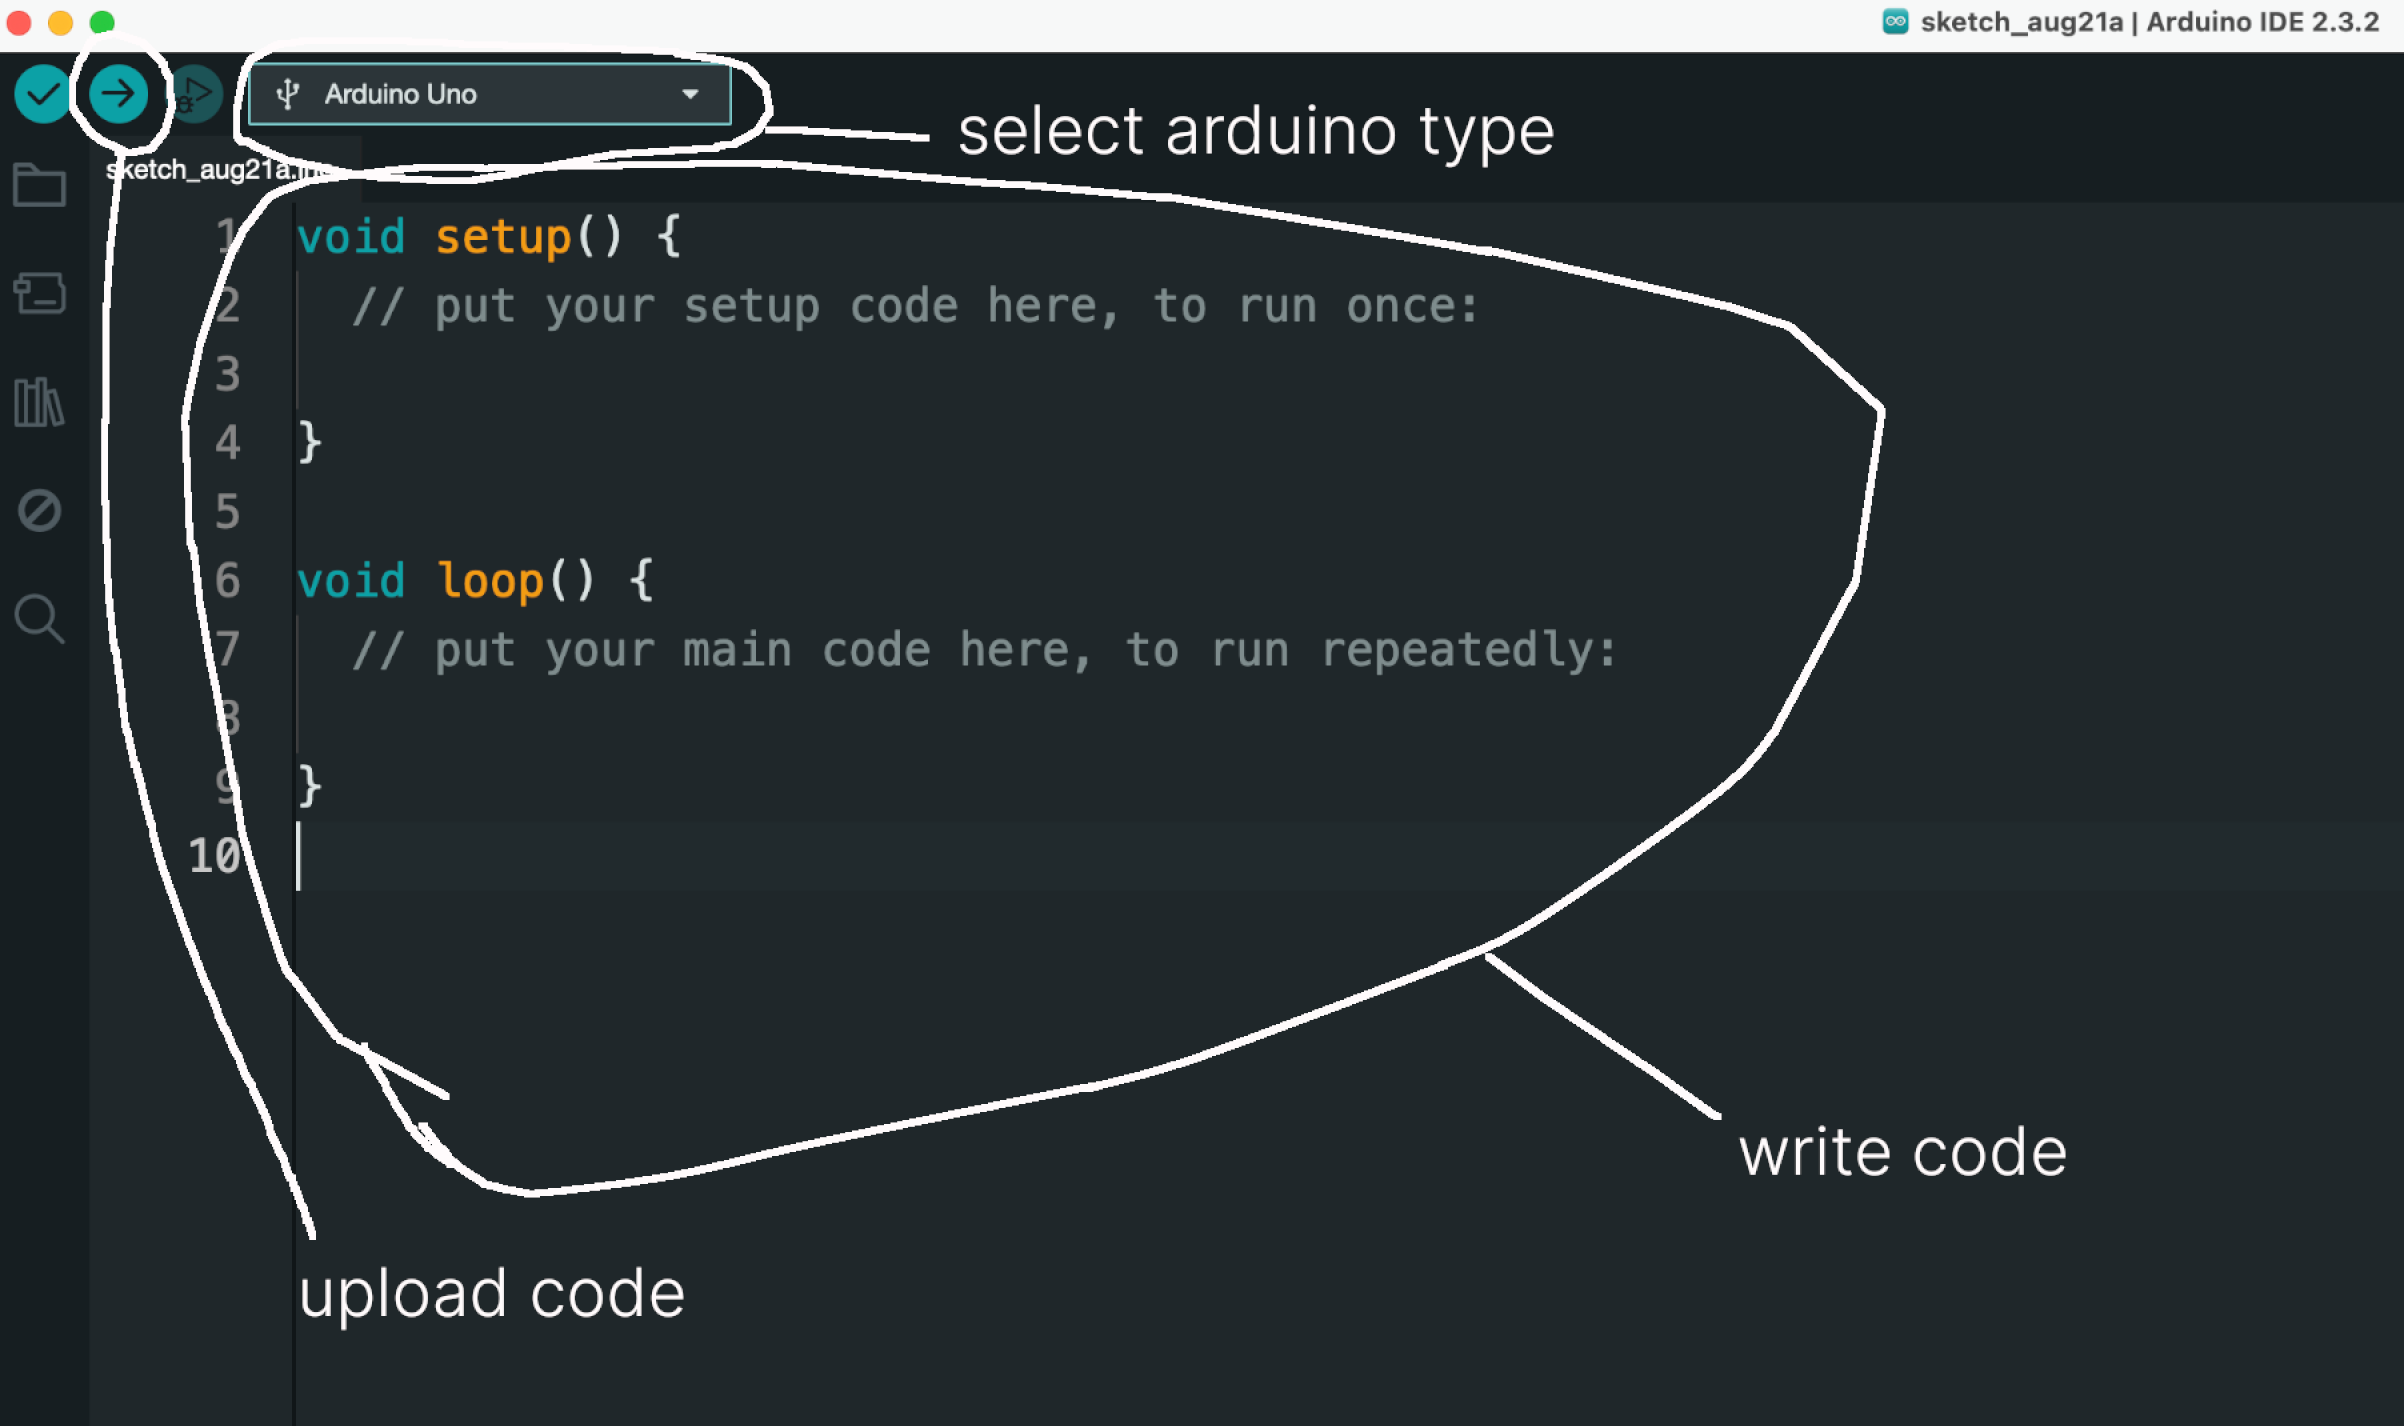 sketch_aug21a | Arduino IDE 2.3.2
Arduino Uno
select arduino type
sketch_aug21a.ino
1 void setup() {
2 // put your setup code here, to run once:
3
4 }
5
6 void loop() {
7 // put your main code here, to run repeatedly:
8
9 }
10
write code
upload code